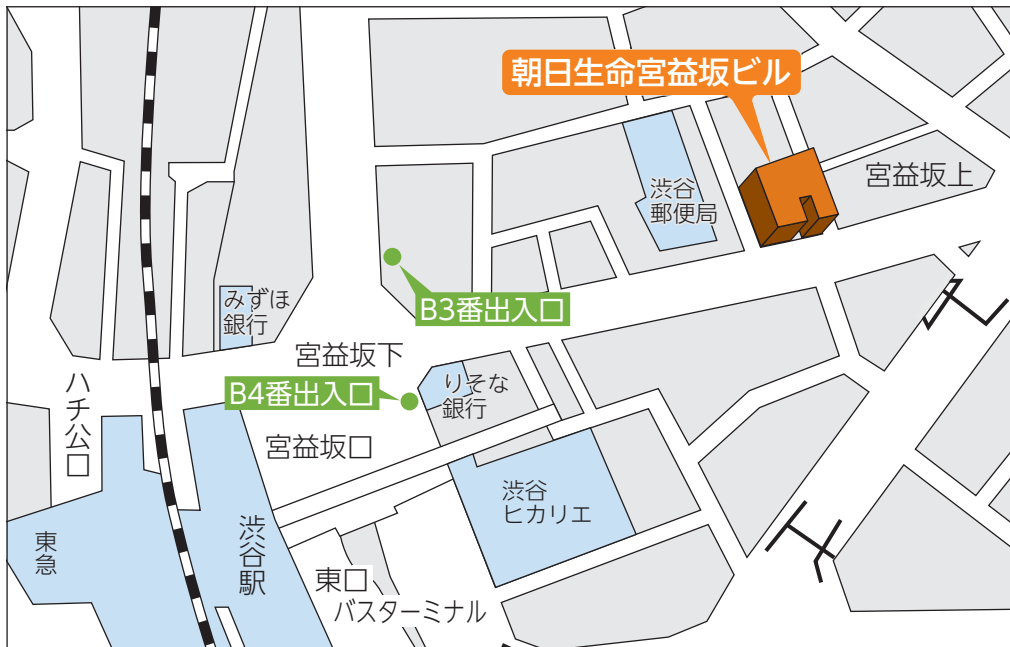 朝日生命宮益坂ビル
宮益坂上
渋谷
郵便局
B3番出入口
みずほ
銀行
宮益坂下
B4番出入口
りそな
銀行
ハチ公口
宮益坂口
渋谷
ヒカリエ
東急
渋谷駅
東口
バスターミナル